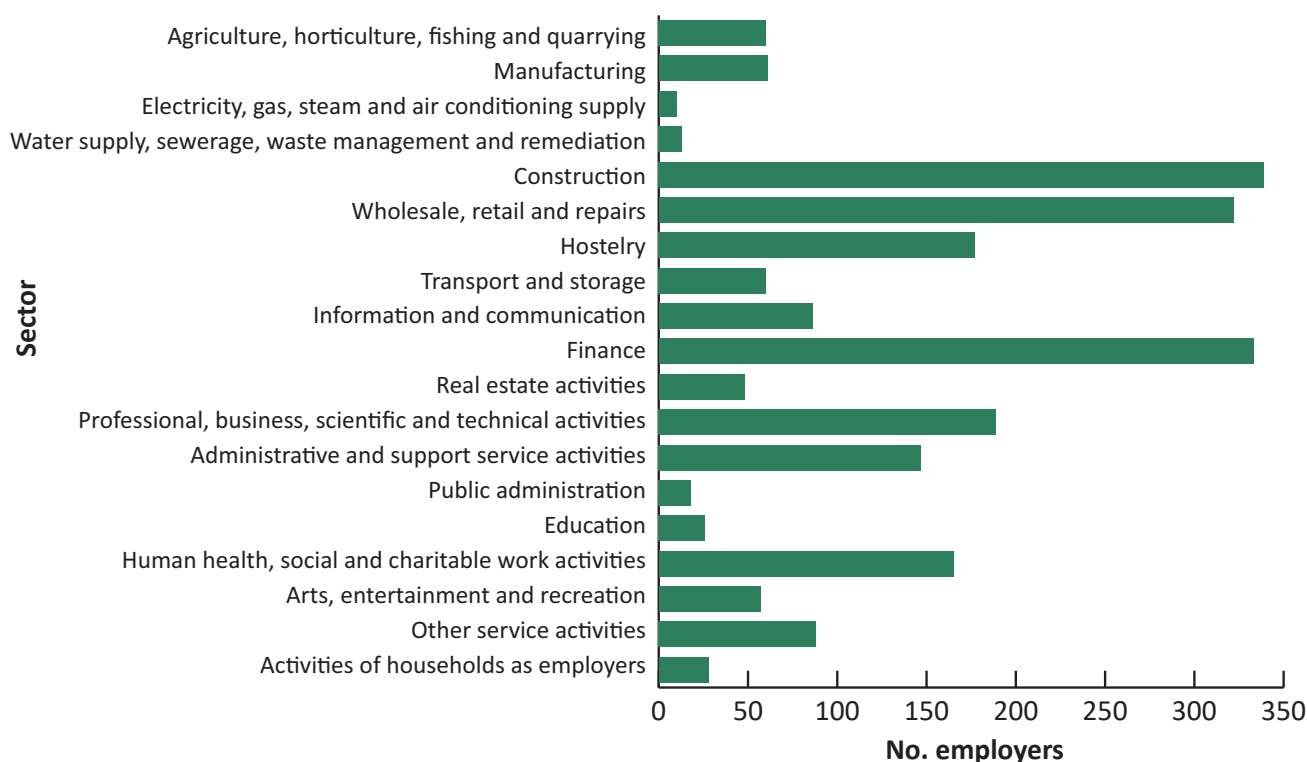 Agriculture, horticulture, fishing and quarrying
Manufacturing
Electricity, gas, steam and air conditioning supply
Water supply, sewerage, waste management and remediation
Construction
Wholesale, retail and repairs
Hostelry
Transport and storage
Information and communication
Finance
Real estate activities
Professional, business, scientific and technical activities
Administrative and support service activities
Public administration
Education
Human health, social and charitable work activities
Arts, entertainment and recreation
Other service activities
Activities of households as employers
Sector
0 50 100 150 200 250 300 350
No. employers